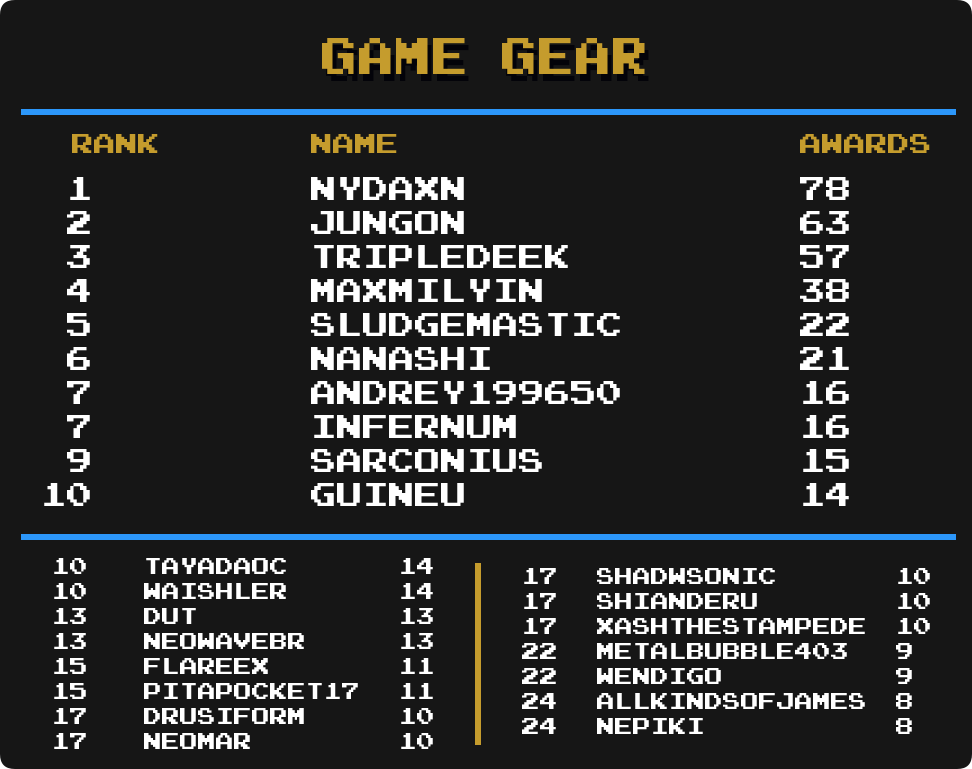 GAME GEAR
RANK NAME AWARDS
1 NYDAXN 78
2 JUNGON 63
3 TRIPLEDEEK 57
4 MAXMILYIN 38
5 SLUDGEMASTIC 22
6 NANASHI 21
7 ANDREY199650 16
7 INFERNUM 16
9 SARCONIUS 15
10 GUINEU 14
10 TAYADAOC 14
10 WAISHLER 14
13 DUT 13
13 NEOWAVEBR 13
15 FLAREEX 11
15 PITAPOCKET17 11
17 DRUSIFORM 10
17 NEOMAR 10
17 SHADWSONIC 10
17 SHIANDERU 10
17 XASHTHESTAMPEDE 10
22 METALBUBBLE403 9
22 WENDIGO 9
24 ALLKINDSOFJAMES 8
24 NEPIKI 8